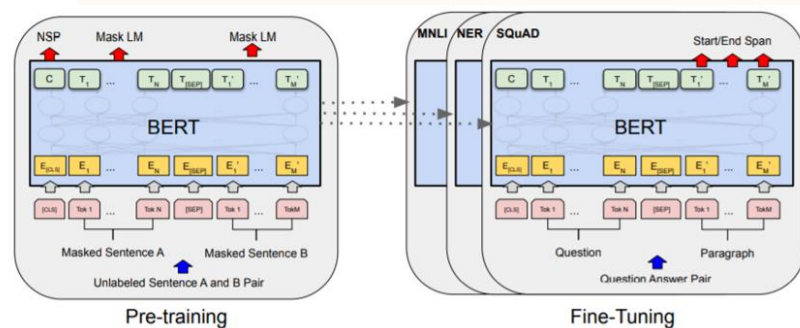 NSP Mask LM Mask LM
C T1 ... TN T[SEP] T1' ... TM'
BERT
E[CLS] E1 ... EN E[SEP] E1' ... EM'
[CLS] Tok 1 ... Tok N [SEP] Tok 1 ... TokM
Masked Sentence A Masked Sentence B
Unlabeled Sentence A and B Pair
Pre-training
MNLI NER SQuAD
Start/End Span
C T1 ... TN T[SEP] T1' ... TM'
BERT
E[CLS] E1 ... EN E[SEP] E1' ... EM'
[CLS] Tok 1 ... Tok N [SEP] Tok 1 ... TokM
Question Paragraph
Question Answer Pair
Fine-Tuning